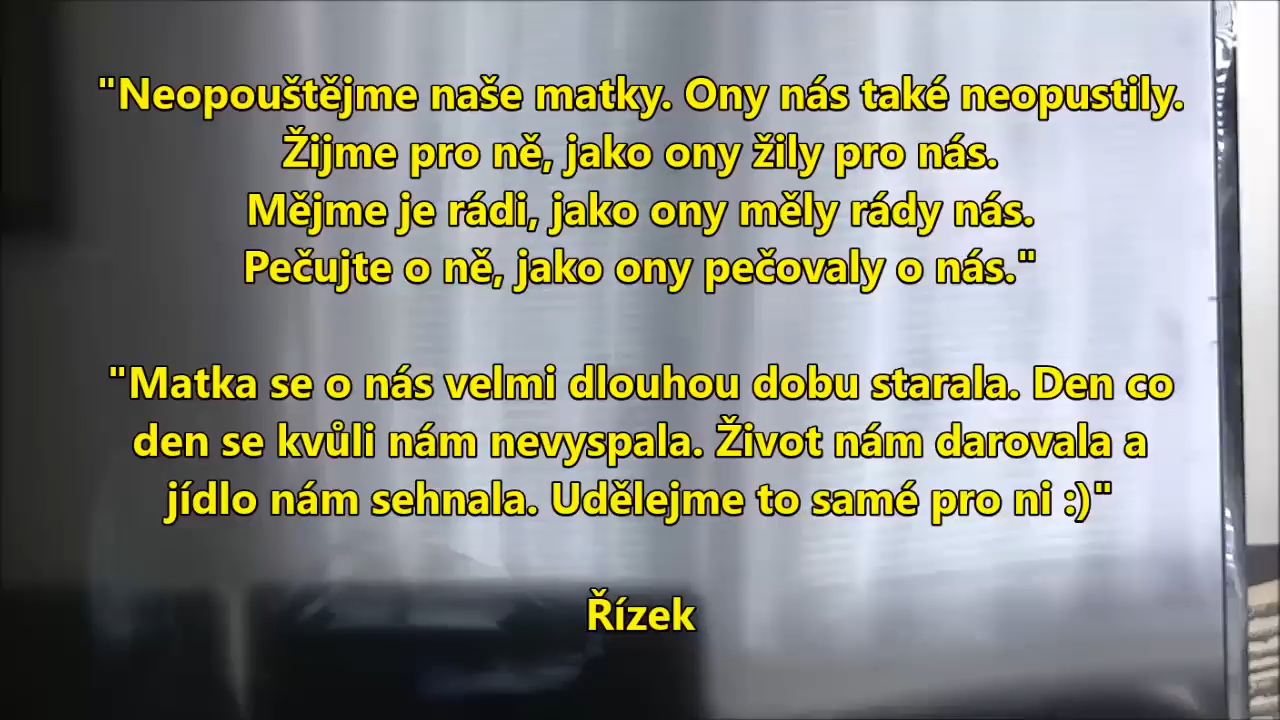 "Neopouštějme naše matky. Ony nás také neopustily.
Žijme pro ně, jako ony žily pro nás.
Mějme je rádi, jako ony měly rády nás.
Pečujte o ně, jako ony pečovaly o nás."
"Matka se o nás velmi dlouhou dobu starala. Den co
den se kvůli nám nevyspala. Život nám darovala a
jídlo nám sehnala. Udělejme to samé pro ni :)"
Řízek